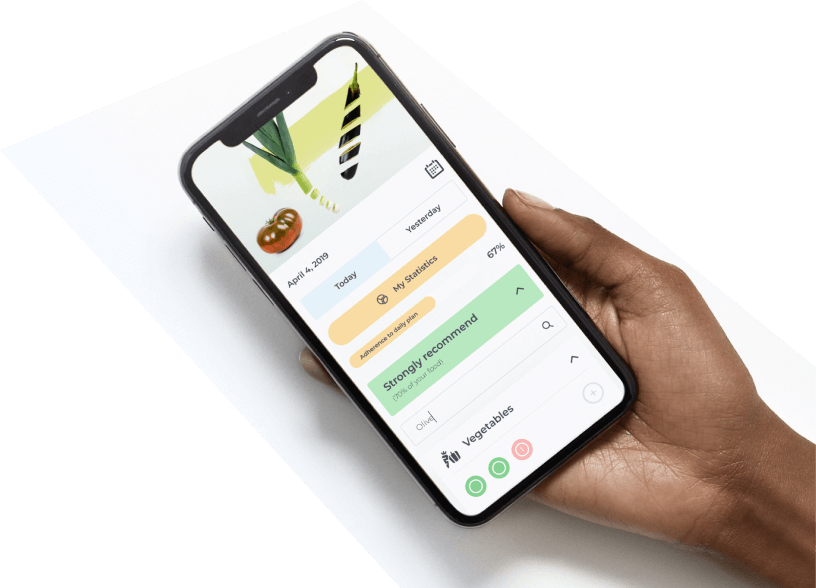 April 4, 2019
Today
Yesterday
My Statistics
Adherence to daily plan
67%
Strongly recommend
(70% of your food)
Olive
Vegetables